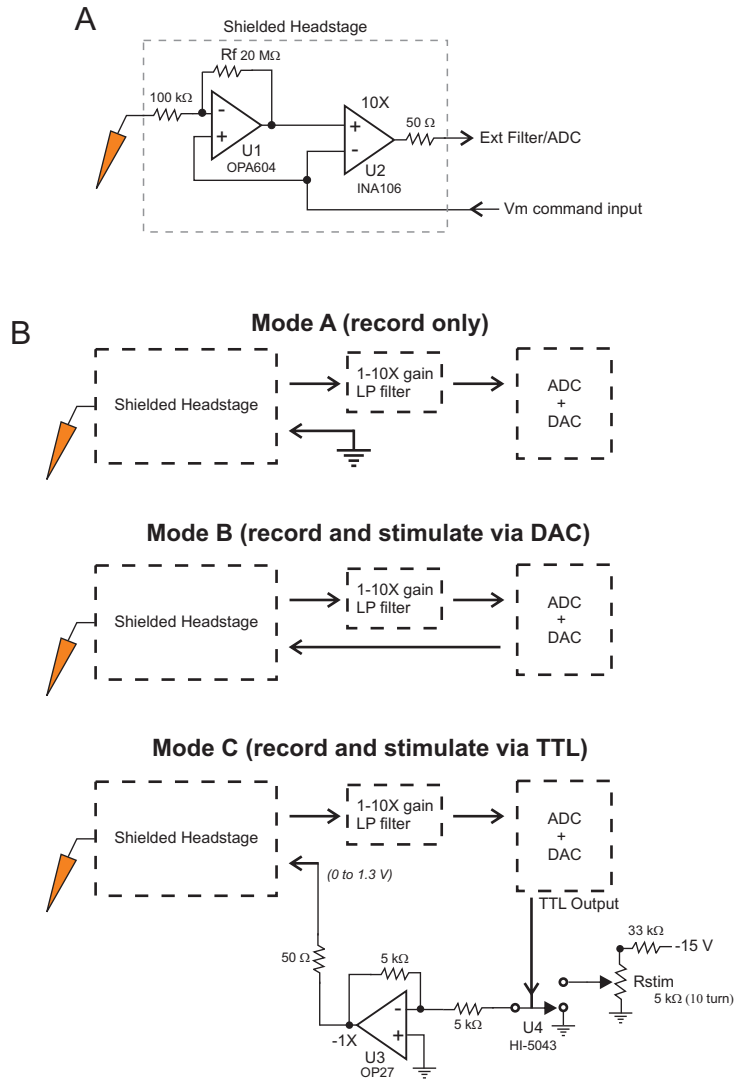 A
Shielded Headstage
Rf 20 MΩ
100 kΩ
-
+
U1
OPA604
10X
+
-
U2
INA106
50 Ω
Ext Filter/ADC
Vm command input
B
Mode A (record only)
Shielded Headstage
1-10X gain
LP filter
ADC
+
DAC
Mode B (record and stimulate via DAC)
Shielded Headstage
1-10X gain
LP filter
ADC
+
DAC
Mode C (record and stimulate via TTL)
Shielded Headstage
1-10X gain
LP filter
ADC
+
DAC
(0 to 1.3 V)
TTL Output
33 kΩ
-15 V
50 Ω
5 kΩ
Rstim
5 kΩ (10 turn)
-
+
-1X
5 kΩ
U4
HI-5043
U3
OP27